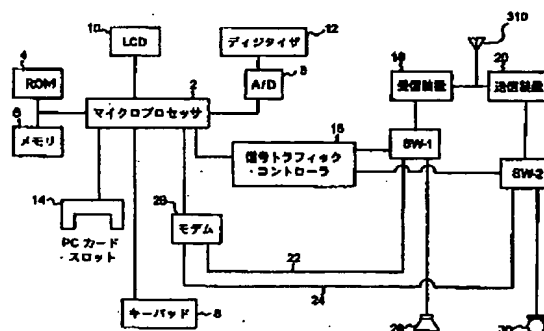 310
10
LCD
12
ディジタイザ
4
ROM
2
A/D
3
18
受信装置
20
送信装置
マイクロプロセッサ
6
メモリ
16
信号トラフィック
・コントローラ
SW-1
SW-2
14
26
モデム
PCカード
・スロット
22
24
キーパッド
8
28
30